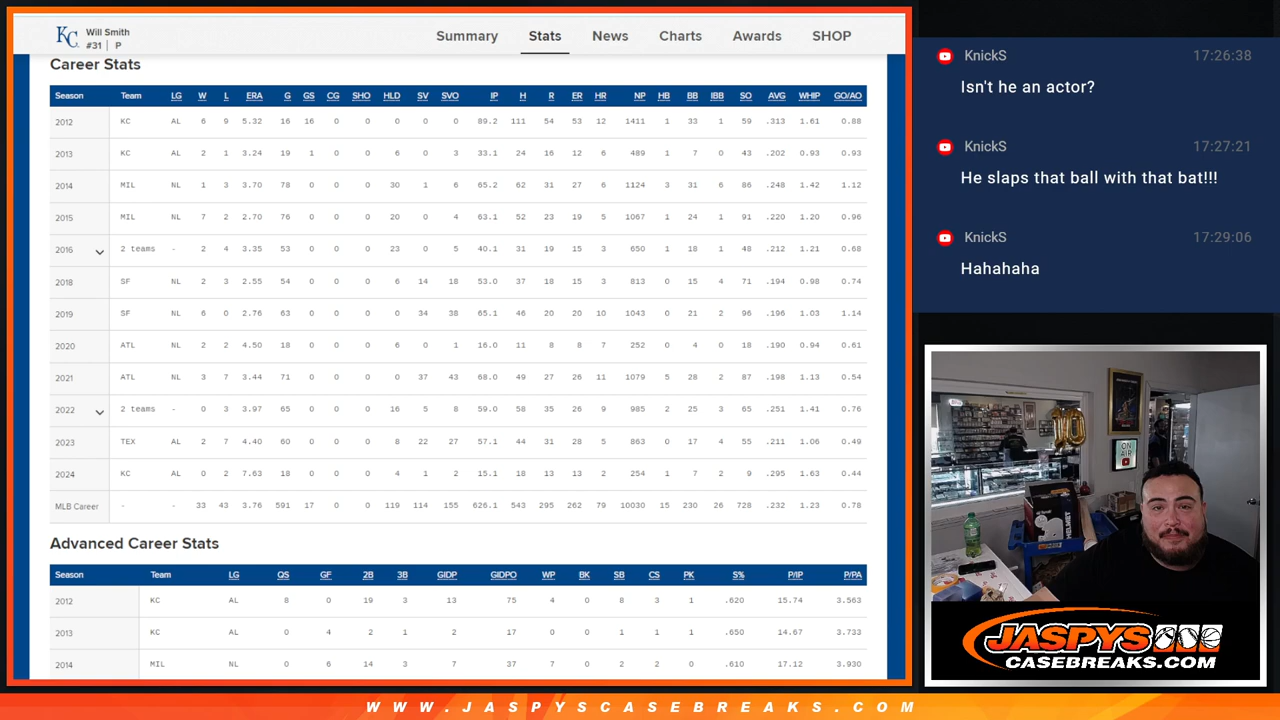 KC Will Smith
#31 | P
Summary Stats News Charts Awards SHOP
Career Stats
Season Team LG W L ERA G GS CG SHO HLD SV SVO IP H R ER HR NP HB BB IBB SO AVG WHIP GO/AO
2012 KC AL 6 9 5.32 16 16 0 0 0 0 0 89.2 111 54 53 12 1411 1 33 1 59 .313 1.61 0.88
2013 KC AL 2 1 3.24 19 1 0 0 6 0 3 33.1 24 16 12 6 489 1 7 0 43 .202 0.93 0.93
2014 MIL NL 1 3 3.70 78 0 0 0 30 1 6 65.2 62 31 27 6 1124 3 31 6 86 .248 1.42 1.12
2015 MIL NL 7 2 2.70 76 0 0 0 20 0 4 63.1 52 23 19 5 1067 1 24 1 91 .220 1.20 0.96
2016 2 teams - 2 4 3.35 53 0 0 0 23 0 5 40.1 31 19 15 3 650 1 18 1 48 .212 1.21 0.68
2018 SF NL 2 3 2.55 54 0 0 0 6 14 18 53.0 37 18 15 3 813 0 15 4 71 .194 0.98 0.74
2019 SF NL 6 0 2.76 63 0 0 0 0 34 38 65.1 46 20 20 10 1043 0 21 2 96 .196 1.03 1.14
2020 ATL NL 2 2 4.50 18 0 0 0 6 0 1 16.0 11 8 8 7 252 0 4 0 18 .190 0.94 0.61
2021 ATL NL 3 7 3.44 71 0 0 0 0 37 43 68.0 49 27 26 11 1079 5 28 2 87 .198 1.13 0.54
2022 2 teams - 0 3 3.97 65 0 0 0 16 5 8 59.0 58 35 26 9 985 2 25 3 65 .251 1.41 0.76
2023 TEX AL 2 7 4.40 60 0 0 0 8 22 27 57.1 44 31 28 5 863 0 17 4 55 .211 1.06 0.49
2024 KC AL 0 2 7.63 18 0 0 0 4 1 2 15.1 18 13 13 2 254 1 7 2 9 .295 1.63 0.44
MLB Career - - 33 43 3.76 591 17 0 0 119 114 155 626.1 543 295 262 79 10030 15 230 26 728 .232 1.23 0.78
Advanced Career Stats
Season Team LG QS GF 2B 3B GIDP GIDPO WP BK SB CS PK S% P/IP P/PA
2012 KC AL 8 0 19 3 13 75 4 0 8 3 1 .620 15.74 3.563
2013 KC AL 0 4 2 1 2 17 0 0 1 1 1 .650 14.67 3.733
2014 MIL NL 0 6 14 3 7 37 7 0 2 2 0 .610 17.12 3.930
KnickS 17:26:38
Isn't he an actor?
KnickS 17:27:21
He slaps that ball with that bat!!!
KnickS 17:29:06
Hahahaha
10
ON
AIR
HELMET
JASPYS
CASEBREAKS.COM
WWW.JASPYSCASEBREAKS.COM